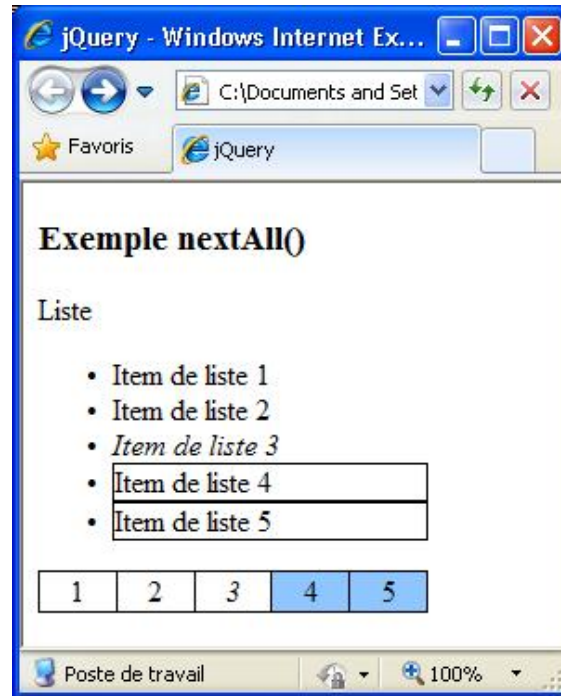 jQuery - Windows Internet Ex...
C:\Documents and Set
Favoris
jQuery
Exemple nextAll()
Liste
• Item de liste 1
• Item de liste 2
• Item de liste 3
• Item de liste 4
• Item de liste 5
1 2 3 4 5
Poste de travail 100%